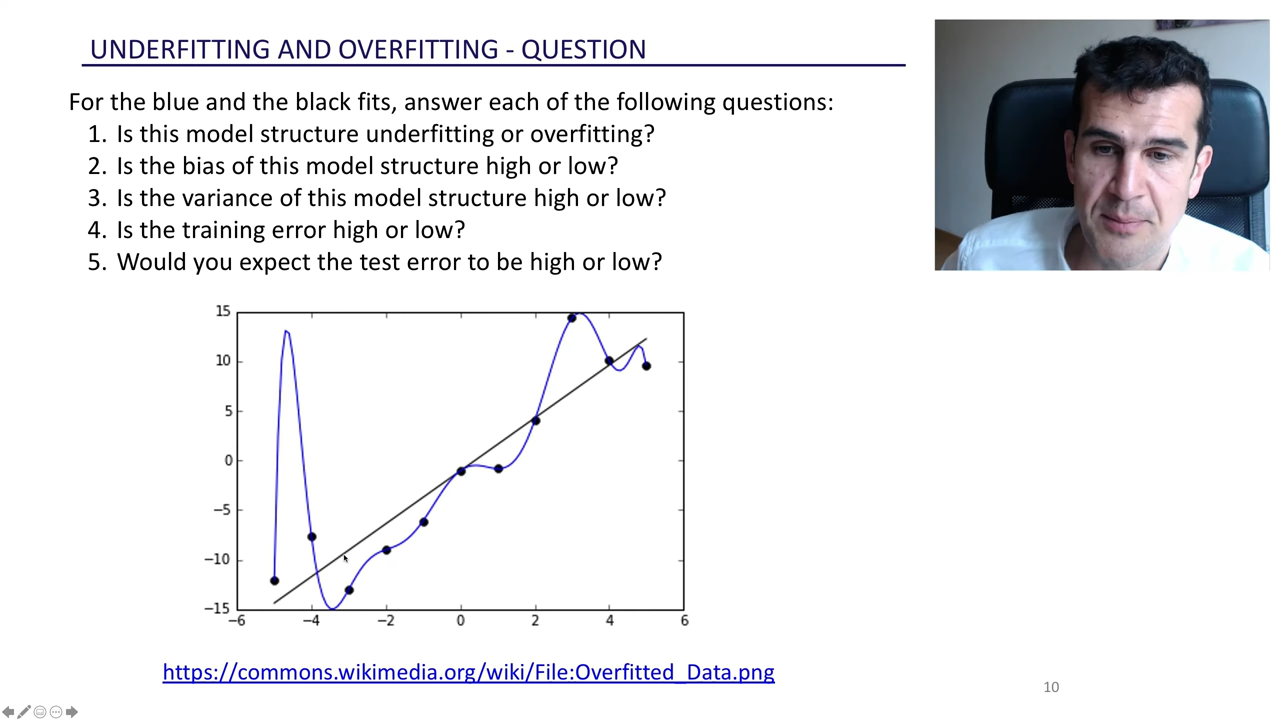 UNDERFITTING AND OVERFITTING - QUESTION
For the blue and the black fits, answer each of the following questions:
1. Is this model structure underfitting or overfitting?
2. Is the bias of this model structure high or low?
3. Is the variance of this model structure high or low?
4. Is the training error high or low?
5. Would you expect the test error to be high or low?
15
10
5
0
−5
−10
−15
−6 −4 −2 0 2 4 6
https://commons.wikimedia.org/wiki/File:Overfitted_Data.png
10